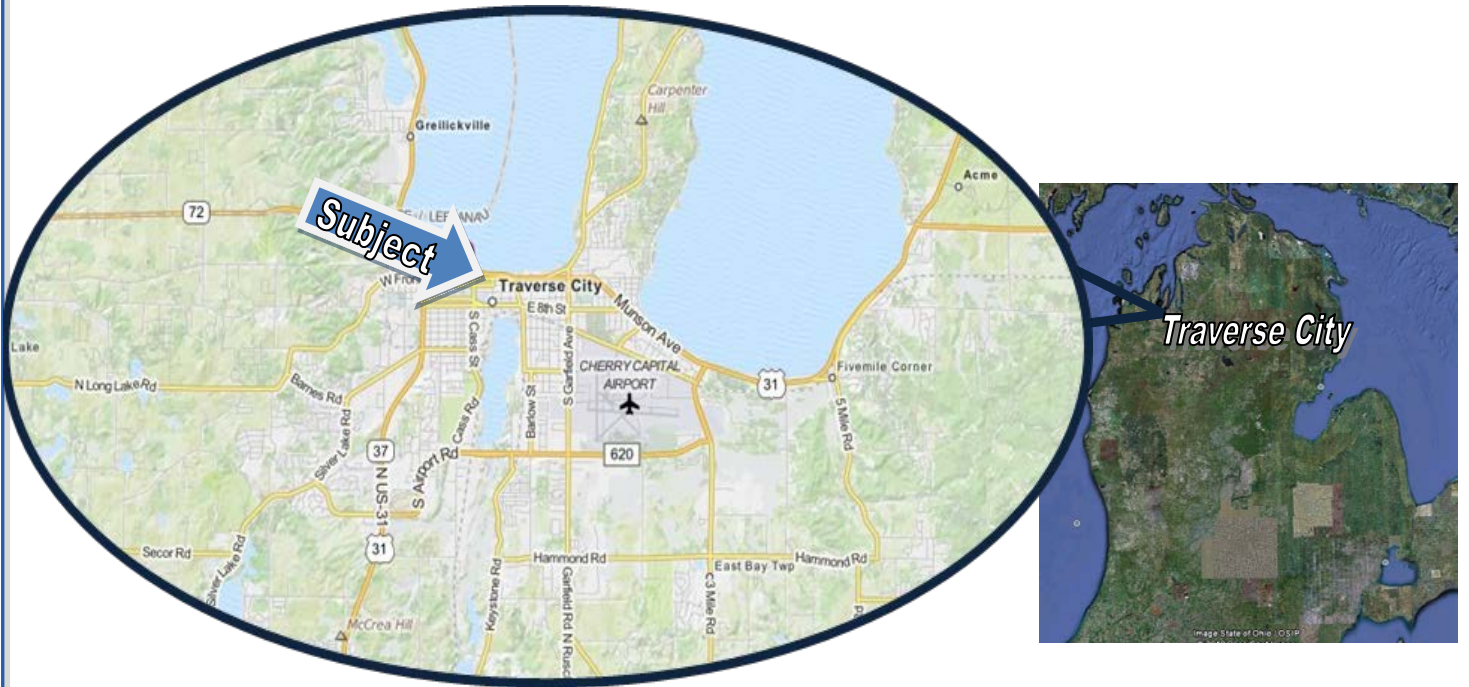 Carpenter
Hill
Greilickville
Acme
72
Subject
W Fron
Traverse City
E 8th St
Munson Ave
S Cass St
S Garfield Ave
CHERRY CAPITAL
AIRPORT
31
Fivemile Corner
Lake
N Long Lake Rd
Barnes Rd
Silver Lake Rd
Cass Rd
Barlow St
5 Mile Rd
37
N US-31
S Airport Rd
620
31
Secor Rd
Silver Lake Rd
Hammond Rd
Hammond Rd
East Bay Twp
Keystone Rd
Garfield Rd N
Rusc
3 Mile Rd
McCrea Hill
Traverse City
Image State of Ohio / OSIP